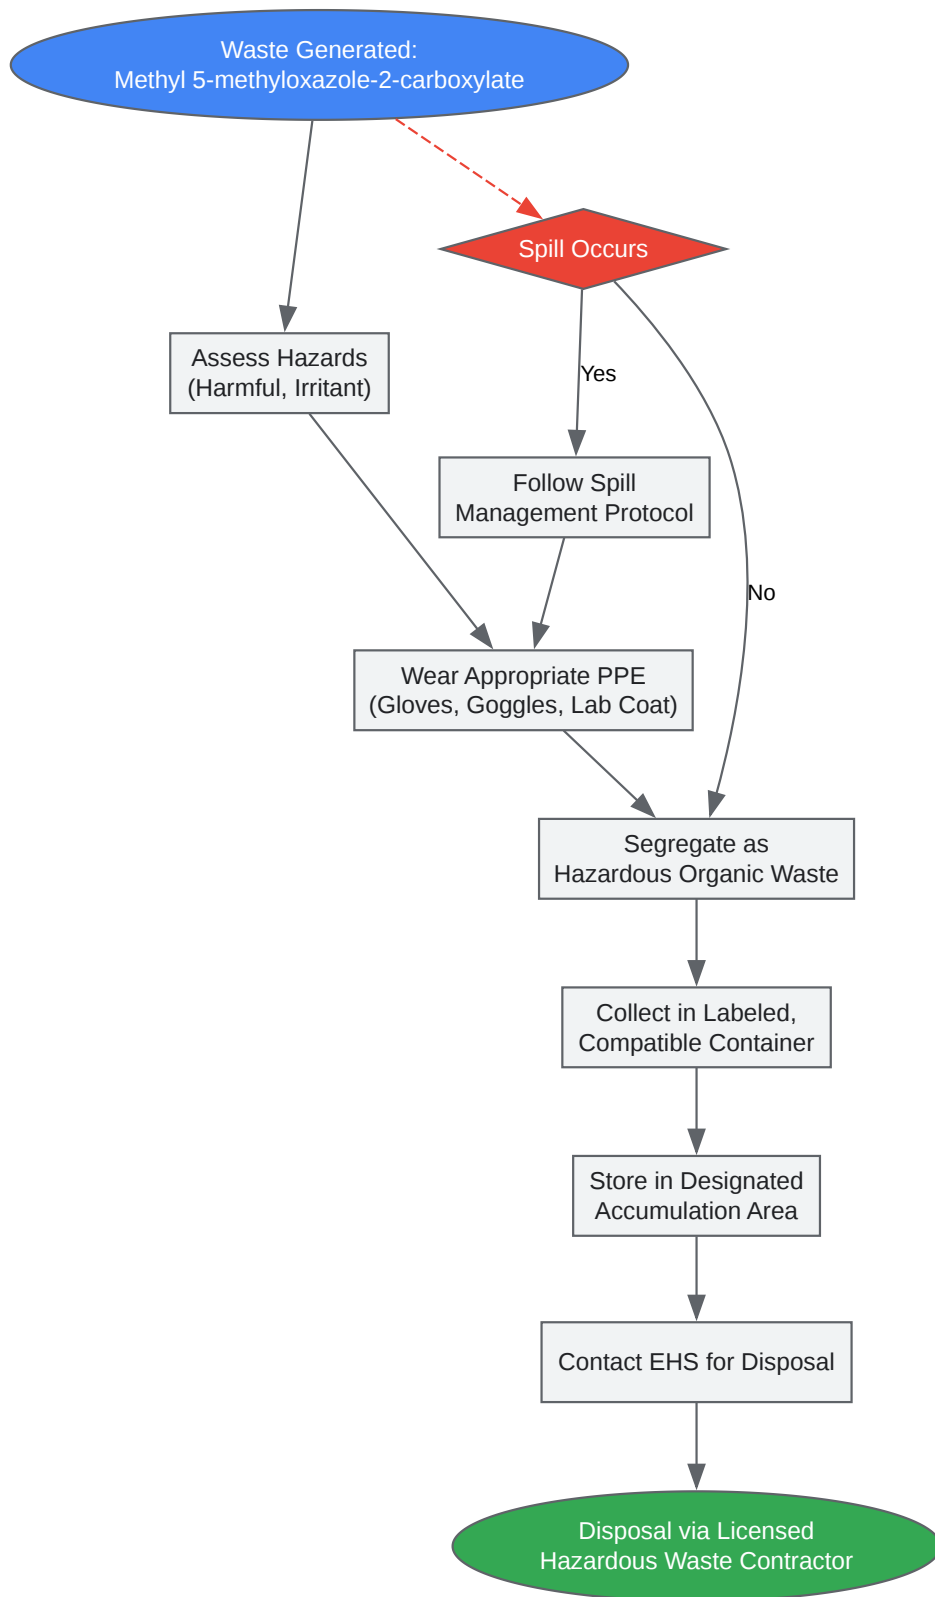 Waste Generated:
Methyl 5-methyloxazole-2-carboxylate
Spill Occurs
Assess Hazards
(Harmful, Irritant)
Yes
Follow Spill
Management Protocol
No
Wear Appropriate PPE
(Gloves, Goggles, Lab Coat)
Segregate as
Hazardous Organic Waste
Collect in Labeled,
Compatible Container
Store in Designated
Accumulation Area
Contact EHS for Disposal
Disposal via Licensed
Hazardous Waste Contractor